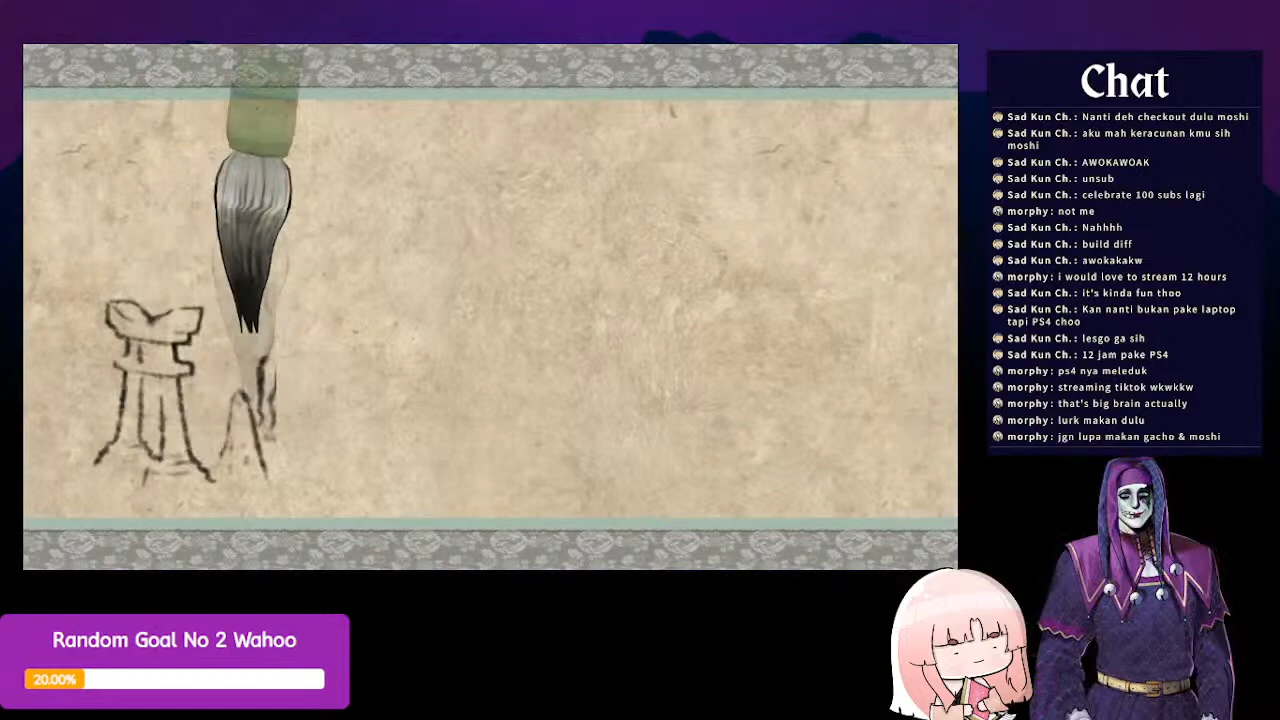 Chat
Sad Kun Ch. : Nanti deh checkout dulu moshi
Sad Kun Ch. : aku mah keracunan kmu sih
moshi
Sad Kun Ch. : AWOKAWOAK
Sad Kun Ch. : unsub
Sad Kun Ch. : celebrate 100 subs lagi
morphy : not me
Sad Kun Ch. : Nahhhh
Sad Kun Ch. : build diff
Sad Kun Ch. : awokakakw
morphy : i would love to stream 12 hours
Sad Kun Ch. : it's kinda fun thoo
Sad Kun Ch. : Kan nanti bukan pake laptop
tapi PS4 choo
Sad Kun Ch. : lesgo ga sih
Sad Kun Ch. : 12 jam pake PS4
morphy : ps4 nya meleduk
morphy : streaming tiktok wkwkkw
morphy : that's big brain actually
morphy : lurk makan dulu
morphy : jgn lupa makan gacho & moshi
Random Goal No 2 Wahoo
20.00%